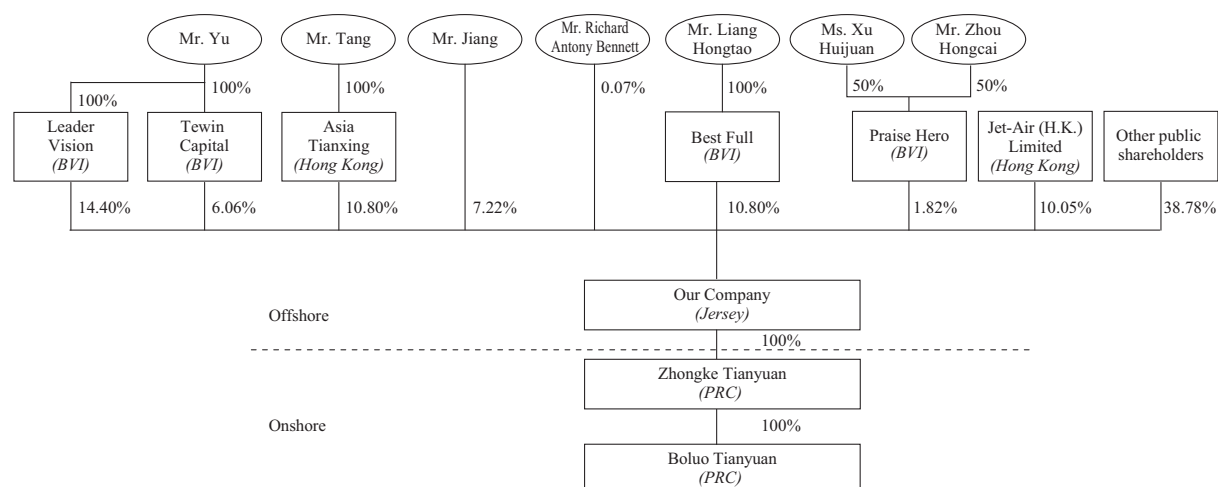 Mr. Yu
Mr. Tang
Mr. Jiang
Mr. Richard
Antony Bennett
Mr. Liang
Hongtao
Ms. Xu
Huijuan
Mr. Zhou
Hongcai
100%
100%
100%
0.07%
100%
50%
50%
Leader
Vision
(BVI)
Tewin
Capital
(BVI)
Asia
Tianxing
(Hong Kong)
Best Full
(BVI)
Praise Hero
(BVI)
Jet-Air (H.K.)
Limited
(Hong Kong)
Other public
shareholders
14.40%
6.06%
10.80%
7.22%
10.80%
1.82%
10.05%
38.78%
Our Company
(Jersey)
Offshore
100%
Zhongke Tianyuan
(PRC)
Onshore
100%
Boluo Tianyuan
(PRC)